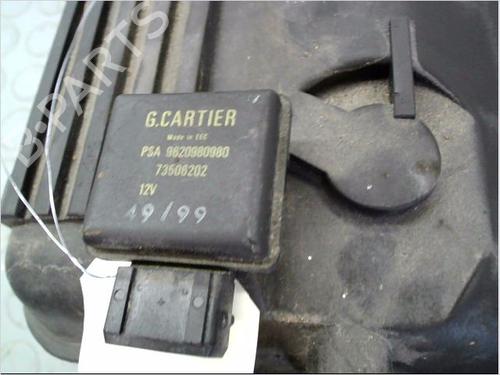 G.CARTIER
Made in EEC
PSA 9620980980
73506202
12V
49/99
B-PARTS